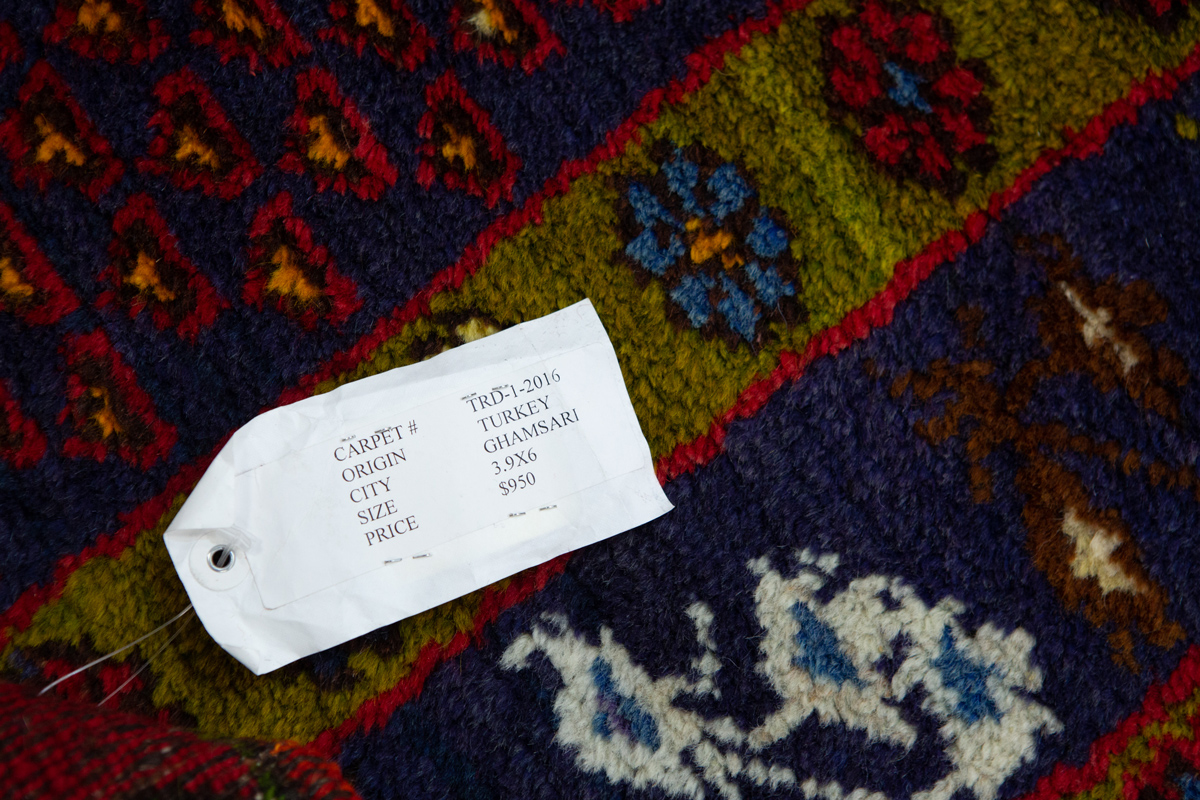 CARPET # TRD-1-2016
ORIGIN TURKEY
CITY GHAMSARI
SIZE 3.9X6
PRICE $950